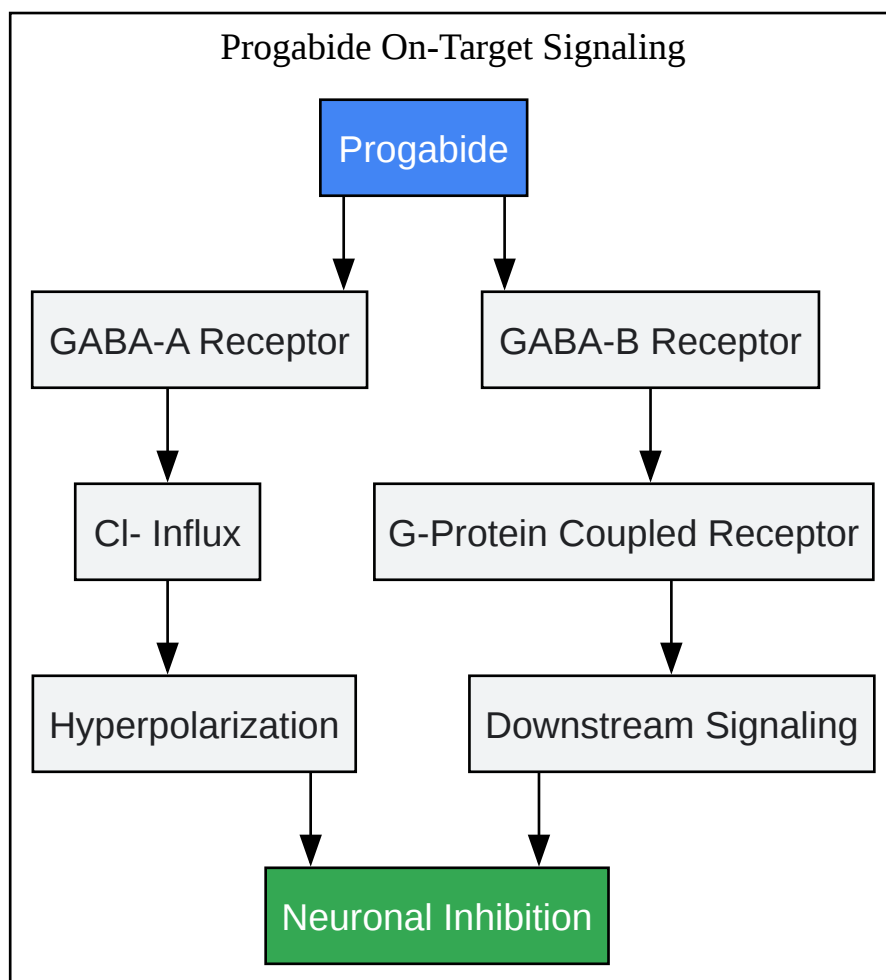 Progabide On-Target Signaling
Progabide
GABA-A Receptor
GABA-B Receptor
Cl- Influx
G-Protein Coupled Receptor
Hyperpolarization
Downstream Signaling
Neuronal Inhibition